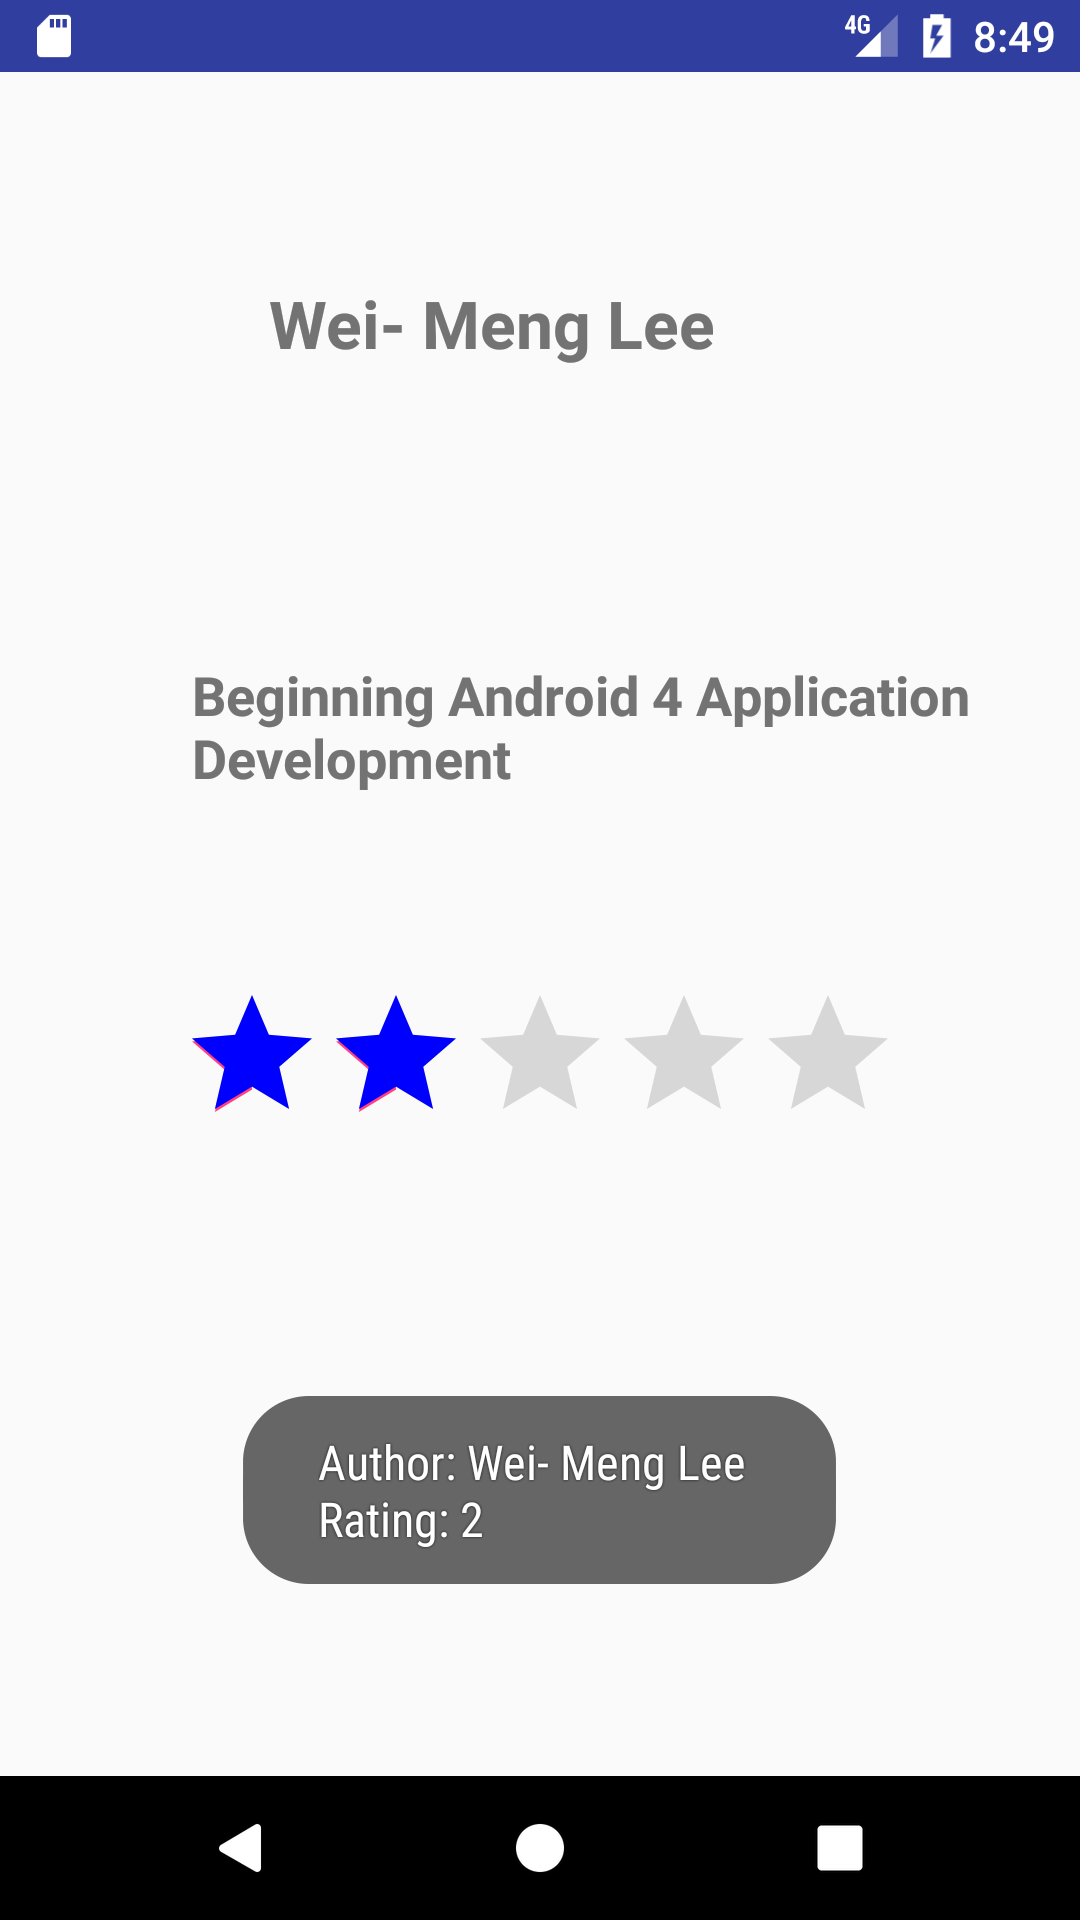 4G 8:49
Wei- Meng Lee
Beginning Android 4 Application
Development
Author: Wei- Meng Lee
Rating: 2